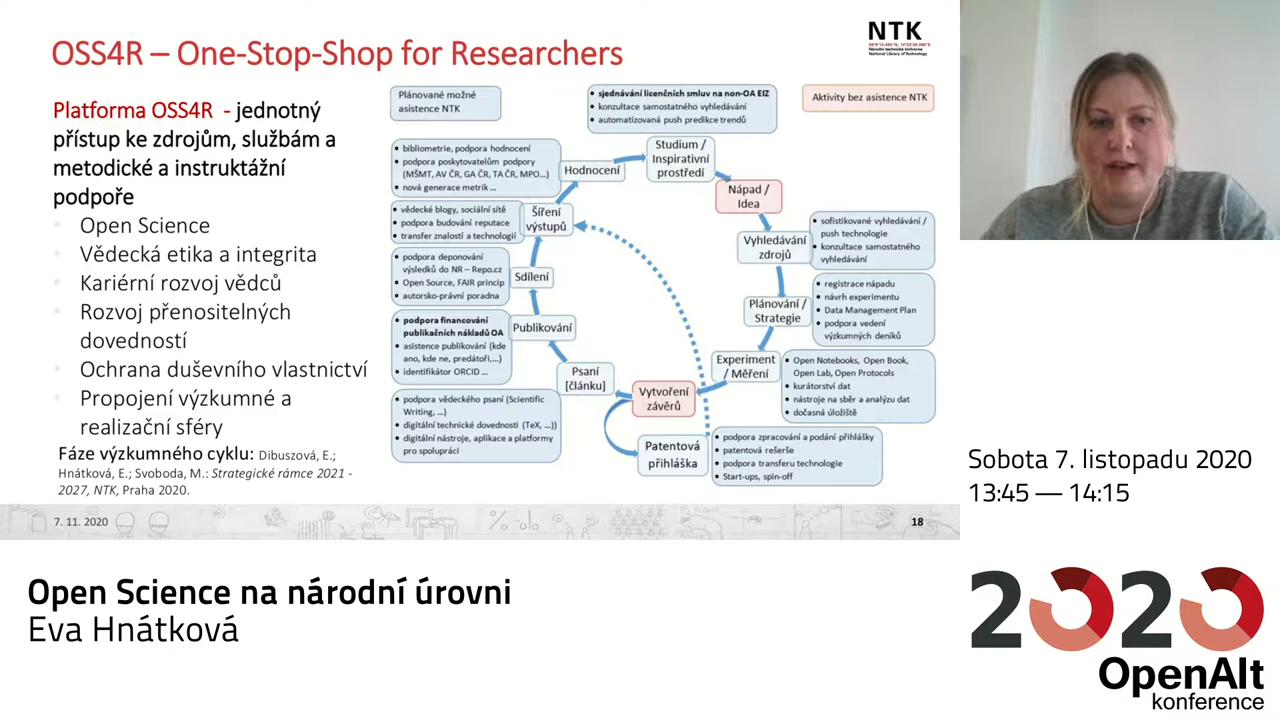 OSS4R – One-Stop-Shop for Researchers
NTK
Národní technická knihovna
National Library of Technology
Platforma OSS4R - jednotný
přístup ke zdrojům, službám a
metodické a instruktážní
podpoře
Open Science
Vědecká etika a integrita
Kariérní rozvoj vědců
Rozvoj přenositelných
dovedností
Ochrana duševního vlastnictví
Propojení výzkumné a
realizační sféry
Fáze výzkumného cyklu: Dibuszová, E.;
Hnátková, E.; Svoboda, M.: Strategické rámce 2021 -
2027, NTK, Praha 2020.
Plánované možné
asistence NTK
• sjednávání licenčních smluv na non-OA EIZ
• konzultace samostatného vyhledávání
• automatizovaná push predikce trendů
Aktivity bez asistence NTK
Studium /
Inspirativní
prostředí
Nápad /
Idea
Vyhledávání
zdrojů
• sofistikované vyhledávání /
push technologie
• konzultace samostatného
vyhledávání
Plánování /
Strategie
• registrace nápadu
• návrh experimentu
• Data Management Plan
• podpora vedení
výzkumných deníků
Experiment
/ Měření
• Open Notebooks, Open Book,
Open Lab, Open Protocols
• kurátorství dat
• nástroje na sběr a analýzu dat
• dočasná úložiště
Vytvoření
závěrů
Patentová
přihláška
• podpora zpracování a podání přihlášky
• patentová rešerše
• podpora transferu technologie
• Start-ups, spin-off
Psaní
[článku]
• podpora vědeckého psaní (Scientific
Writing, ...)
• digitální technické dovednosti (TeX, ...))
• digitální nástroje, aplikace a platformy
pro spolupráci
Publikování
• podpora financování
publikačních nákladů OA
• asistence publikování (kde
ano, kde ne, predátoři,...)
• identifikátor ORCID ...
Sdílení
• podpora deponování
výsledků do NR – Repo.cz
• Open Source, FAIR princip
• autorsko-právní poradna
Šíření
výstupů
• vědecké blogy, sociální sítě
• podpora budování reputace
• transfer znalostí a technologií
Hodnocení
• bibliometrie, podpora hodnocení
• podpora poskytovatelům podpory
(MŠMT, AV ČR, GA ČR, TA ČR, MPO...)
• nová generace metrik ...
7. 11. 2020
18
Sobota 7. listopadu 2020
13:45 — 14:15
Open Science na národní úrovni
Eva Hnátková
2020
OpenAlt
konference